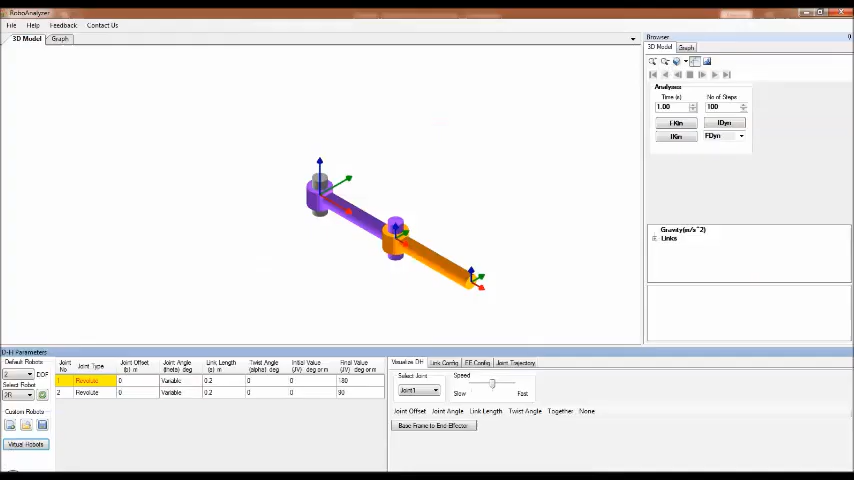 RoboAnalyzer
File Help Feedback Contact Us
3D Model Graph
Browser
3D Model Graph
Analyses
Time (s) No of Steps
1.00 100
FKin IDyn
IKin FDyn
Gravity(m/s^2)
Links
D-H Parameters
Default Robots
2 DOF
Select Robot
2R
Custom Robots
Virtual Robots
Joint No Joint Type Joint Offset (b) m Joint Angle (theta) deg Link Length (a) m Twist Angle (alpha) deg Initial Value (JV) deg or m Final Value (JV) deg or m
1 Revolute 0 Variable 0.2 0 0 180
2 Revolute 0 Variable 0.2 0 0 90
Visualize DH Link Config EE Config Joint Trajectory
Select Joint Speed
Joint1 Slow Fast
Joint Offset Joint Angle Link Length Twist Angle Together None
Base Frame to End-Effector